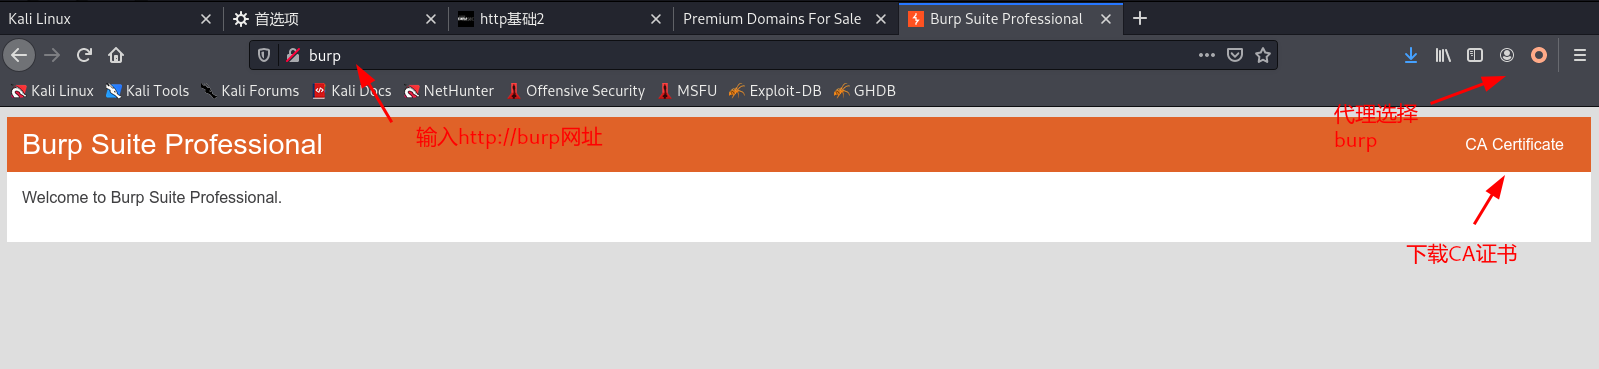 Kali Linux
首选项
http基础2
Premium Domains For Sale
Burp Suite Professional
burp
Kali Linux
Kali Tools
Kali Forums
Kali Docs
NetHunter
Offensive Security
MSFU
Exploit-DB
GHDB
输入http://burp网址
代理选择
burp
Burp Suite Professional
CA Certificate
Welcome to Burp Suite Professional.
下载CA证书